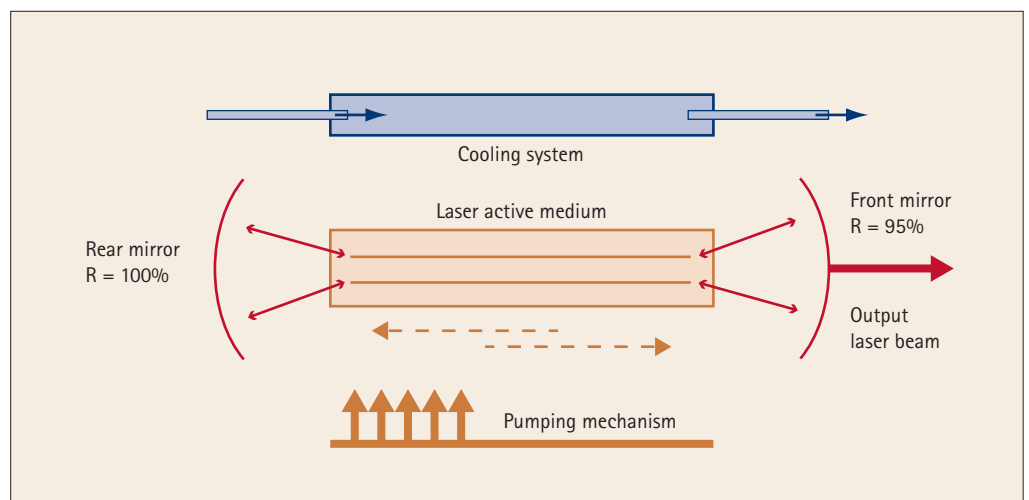 Cooling system
Laser active medium
Front mirror
R = 95%
Rear mirror
R = 100%
Output
laser beam
Pumping mechanism